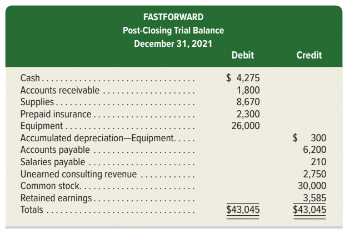 FASTFORWARD
Post-Closing Trial Balance
December 31, 2021
Debit Credit
Cash . . . . . . . . . . . . . . . . . . . . . . . . . . . . . . . $ 4,275
Accounts receivable . . . . . . . . . . . . . . . . . . . 1,800
Supplies . . . . . . . . . . . . . . . . . . . . . . . . . . . . 8,670
Prepaid insurance . . . . . . . . . . . . . . . . . . . . . 2,300
Equipment . . . . . . . . . . . . . . . . . . . . . . . . . . 26,000
Accumulated depreciation—Equipment. . . . . $ 300
Accounts payable . . . . . . . . . . . . . . . . . . . . . 6,200
Salaries payable . . . . . . . . . . . . . . . . . . . . . . 210
Unearned consulting revenue . . . . . . . . . . . . 2,750
Common stock. . . . . . . . . . . . . . . . . . . . . . . . 30,000
Retained earnings. . . . . . . . . . . . . . . . . . . . . . 3,585
Totals . . . . . . . . . . . . . . . . . . . . . . . . . . . . . . $43,045 $43,045